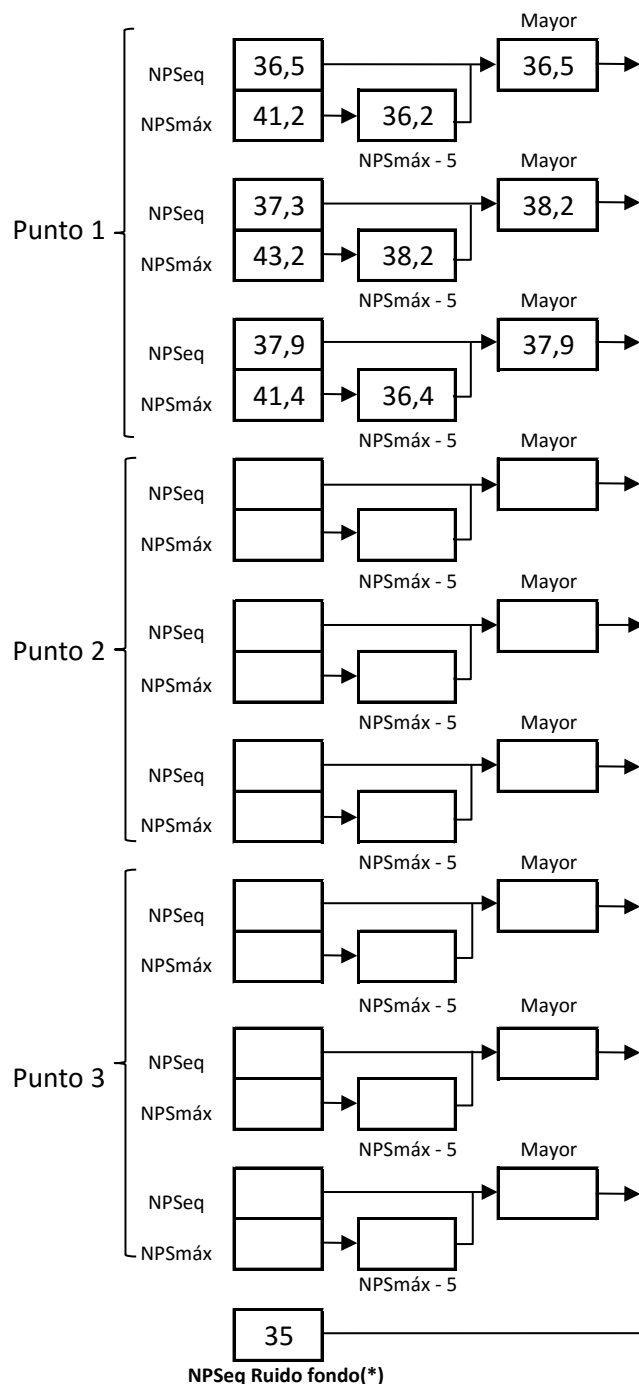 Mayor
NPSeq 36,5 36,5
NPSmáx 41,2 36,2
NPSmáx - 5
Mayor
NPSeq 37,3 38,2
Punto 1
NPSmáx 43,2 38,2
NPSmáx - 5
Mayor
NPSeq 37,9 37,9
NPSmáx 41,4 36,4
NPSmáx - 5
Mayor
NPSeq
NPSmáx
NPSmáx - 5
Mayor
NPSeq
Punto 2
NPSmáx
NPSmáx - 5
Mayor
NPSeq
NPSmáx
NPSmáx - 5
Mayor
NPSeq
NPSmáx
NPSmáx - 5
Mayor
NPSeq
Punto 3
NPSmáx
NPSmáx - 5
Mayor
NPSeq
NPSmáx
NPSmáx - 5
35
NPSeq Ruido fondo(*)